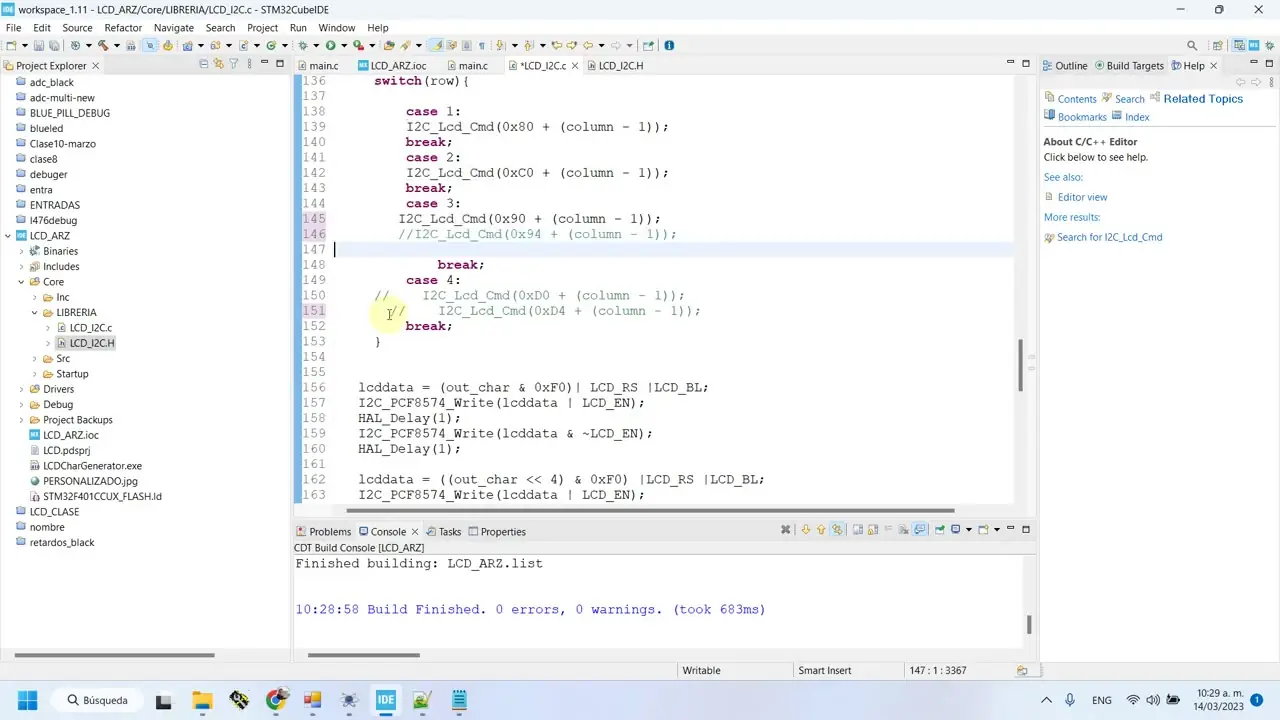 workspace_1.11 - LCD_ARZ/Core/LIBRERIA/LCD_I2C.c - STM32CubeIDE
File Edit Source Refactor Navigate Search Project Run Window Help
Project Explorer
adc_black
adc-multi-new
BLUE_PILL_DEBUG
blueled
Clase10-marzo
clase8
debuger
entra
ENTRADAS
l476debug
LCD_ARZ
Binaries
Includes
Core
Inc
LIBRERIA
LCD_I2C.c
LCD_I2C.H
Src
Startup
Drivers
Debug
Project Backups
LCD_ARZ.ioc
LCD.pdsprj
LCDCharGenerator.exe
PERSONALIZADO.jpg
STM32F401CCUX_FLASH.ld
LCD_CLASE
nombre
retardos_black
main.c LCD_ARZ.ioc main.c *LCD_I2C.c LCD_I2C.H
136 switch(row){
137
138 case 1:
139 I2C_Lcd_Cmd(0x80 + (column - 1));
140 break;
141 case 2:
142 I2C_Lcd_Cmd(0xC0 + (column - 1));
143 break;
144 case 3:
145 I2C_Lcd_Cmd(0x90 + (column - 1));
146 //I2C_Lcd_Cmd(0x94 + (column - 1));
147
148 break;
149 case 4:
150 // I2C_Lcd_Cmd(0xD0 + (column - 1));
151 // I2C_Lcd_Cmd(0xD4 + (column - 1));
152 break;
153 }
154
155
156 lcddata = (out_char & 0xF0)| LCD_RS |LCD_BL;
157 I2C_PCF8574_Write(lcddata | LCD_EN);
158 HAL_Delay(1);
159 I2C_PCF8574_Write(lcddata & ~LCD_EN);
160 HAL_Delay(1);
161
162 lcddata = ((out_char << 4) & 0xF0) |LCD_RS |LCD_BL;
163 I2C_PCF8574_Write(lcddata | LCD_EN);
Problems Console Tasks Properties
CDT Build Console [LCD_ARZ]
Finished building: LCD_ARZ.list
10:28:58 Build Finished. 0 errors, 0 warnings. (took 683ms)
Outline Build Targets Help
Contents Search Related Topics
Bookmarks Index
About C/C++ Editor
Click below to see help.
See also:
Editor view
More results:
Search for I2C_Lcd_Cmd
Writable Smart Insert 147 : 1 : 3367
Búsqueda
IDE
ENG
10:29 a. m.
14/03/2023
1